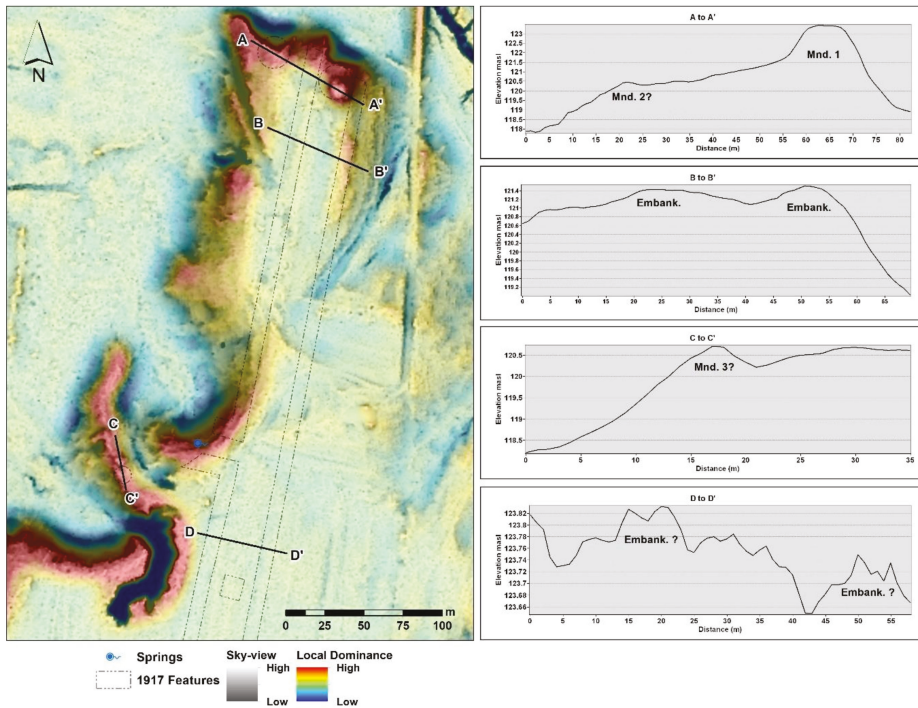 A
A'
N
B
B'
C
C'
D
D'
0 25 50 75 100
m
Springs
1917 Features
Sky-view
High
Low
Local Dominance
High
Low
A to A'
Elevation masl
123
122.5
122
121.5
121
120.5
120
119.5
119
118.5
118
Mnd. 2?
Mnd. 1
0 5 10 15 20 25 30 35 40 45 50 55 60 65 70 75 80
Distance (m)
B to B'
Elevation masl
121.4
121.2
121
120.8
120.6
120.4
120.2
120
119.8
119.6
119.4
119.2
Embank.
Embank.
0 5 10 15 20 25 30 35 40 45 50 55 60 65
Distance (m)
C to C'
Elevation masl
120.5
120
119.5
119
118.5
Mnd. 3?
0 5 10 15 20 25 30 35
Distance (m)
D to D'
Elevation masl
123.82
123.8
123.78
123.76
123.74
123.72
123.7
123.68
123.66
Embank. ?
Embank. ?
0 5 10 15 20 25 30 35 40 45 50 55
Distance (m)